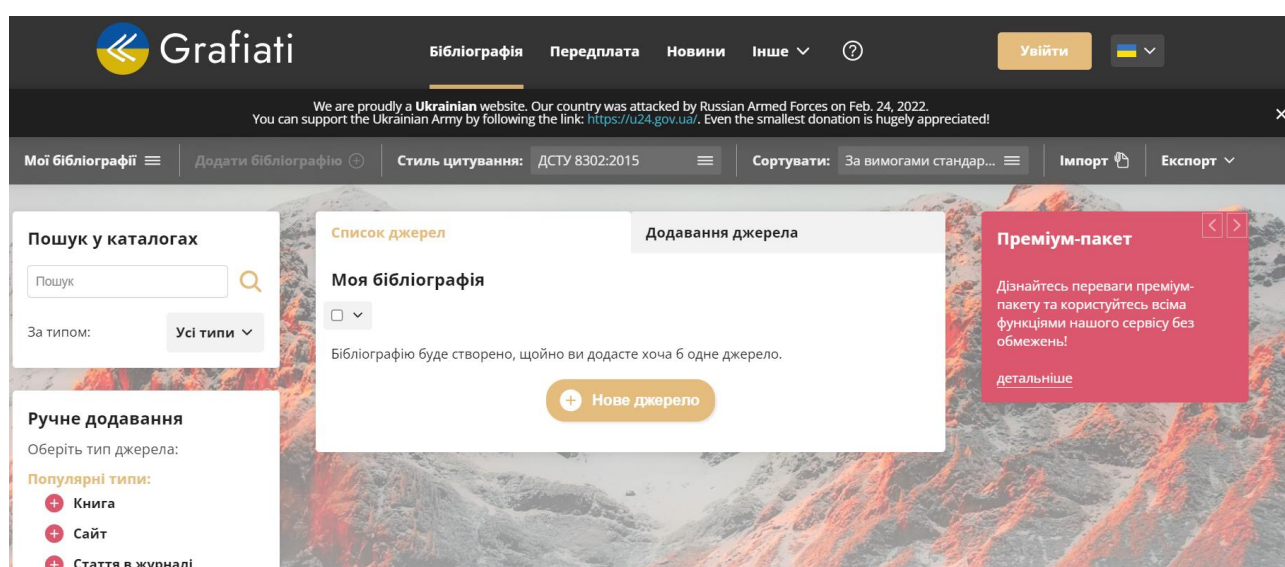 Grafiati
Бібліографія Передплата Новини Інше
Увійти
We are proudly a Ukrainian website. Our country was attacked by Russian Armed Forces on Feb. 24, 2022.
You can support the Ukrainian Army by following the link: https://u24.gov.ua/. Even the smallest donation is hugely appreciated!
Мої бібліографії Додати бібліографію Стиль цитування: ДСТУ 8302:2015 Сортувати: За вимогами стандар... Імпорт Експорт
Пошук у каталогах
Пошук
За типом: Усі типи
Ручне додавання
Оберіть тип джерела:
Популярні типи:
Книга
Сайт
Стаття в журналі
Список джерел Додавання джерела
Моя бібліографія
Бібліографію буде створено, щойно ви додасте хоча б одне джерело.
Нове джерело
Преміум-пакет
Дізнайтесь переваги преміум-
пакету та користуйтесь всіма
функціями нашого сервісу без
обмежень!
детальніше